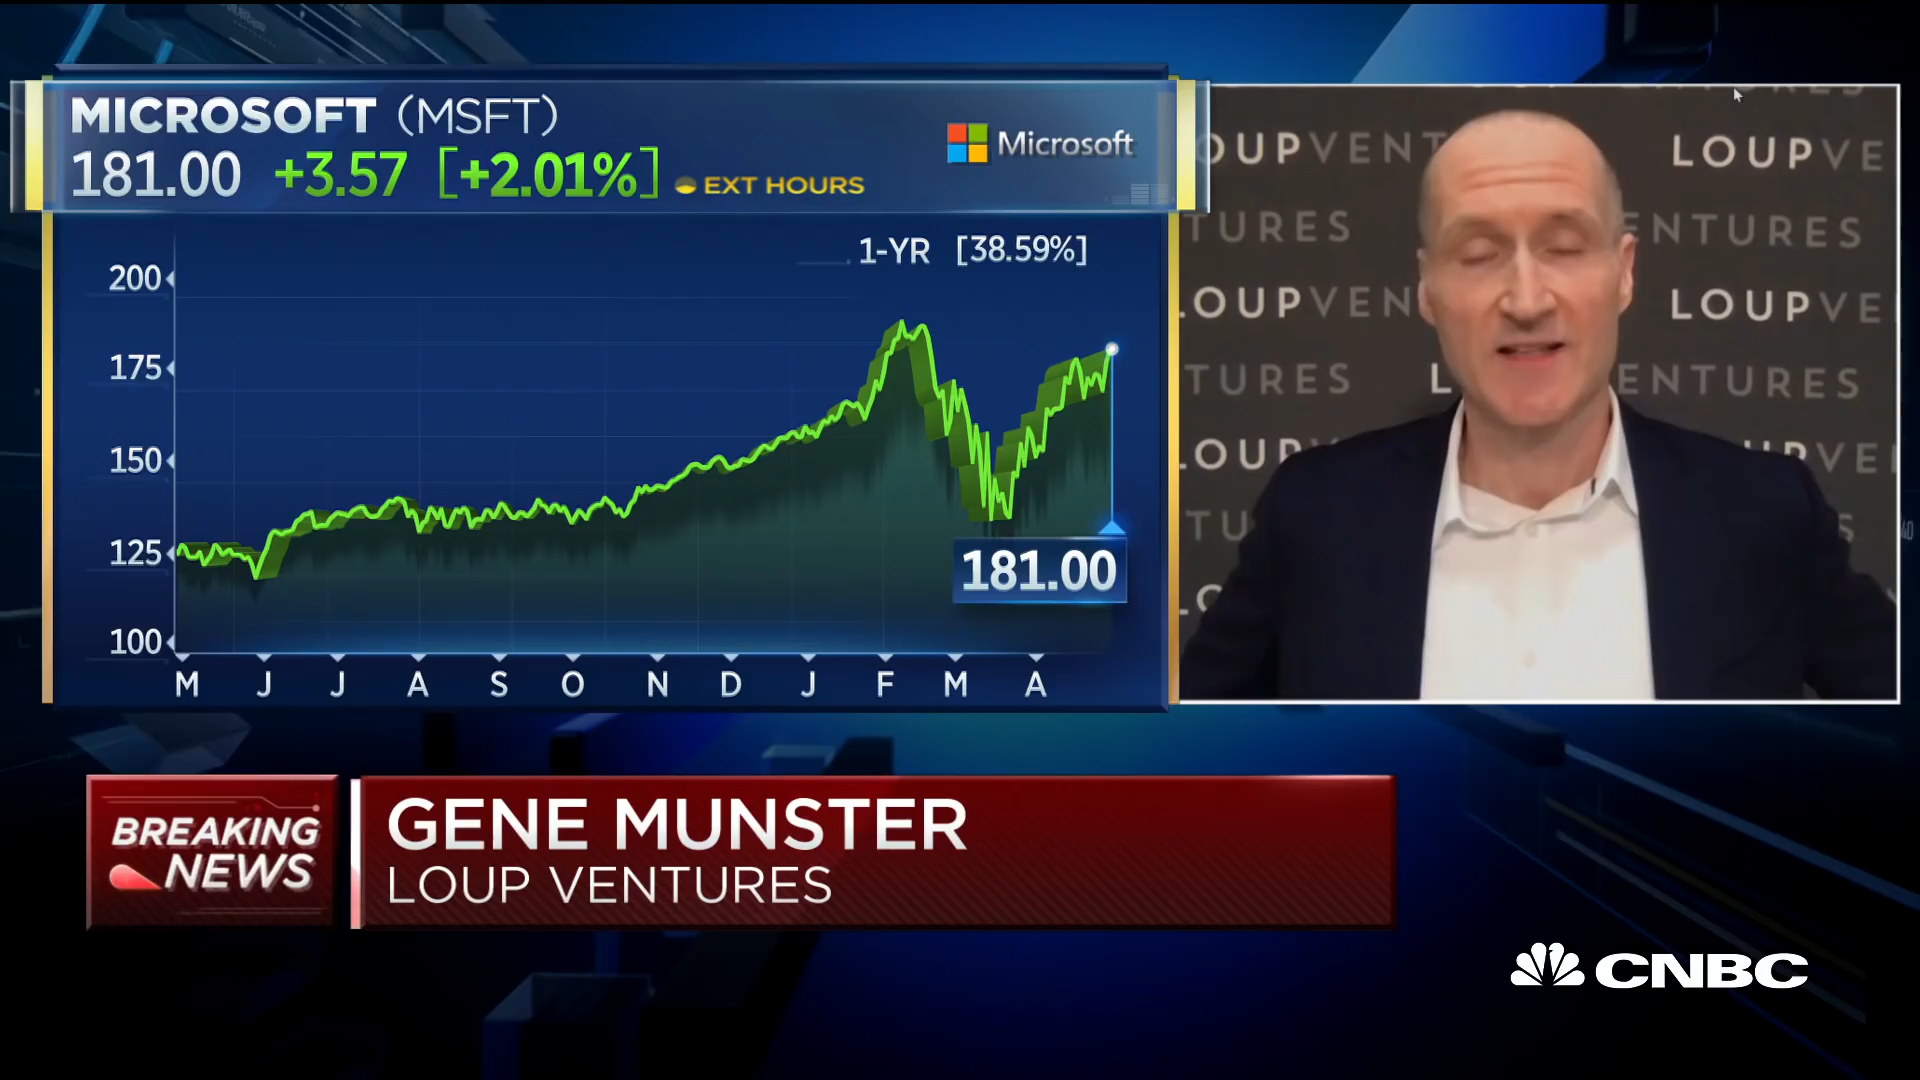 MICROSOFT (MSFT)
181.00 +3.57 [+2.01%] EXT HOURS
Microsoft
1-YR [38.59%]
200
175
150
125
100
M J J A S O N D J F M A
181.00
LOUPVE
TURES ENTURES
LOUPVEN LOUPVE
TURES ENTURES
BREAKING
NEWS
GENE MUNSTER
LOUP VENTURES
CNBC